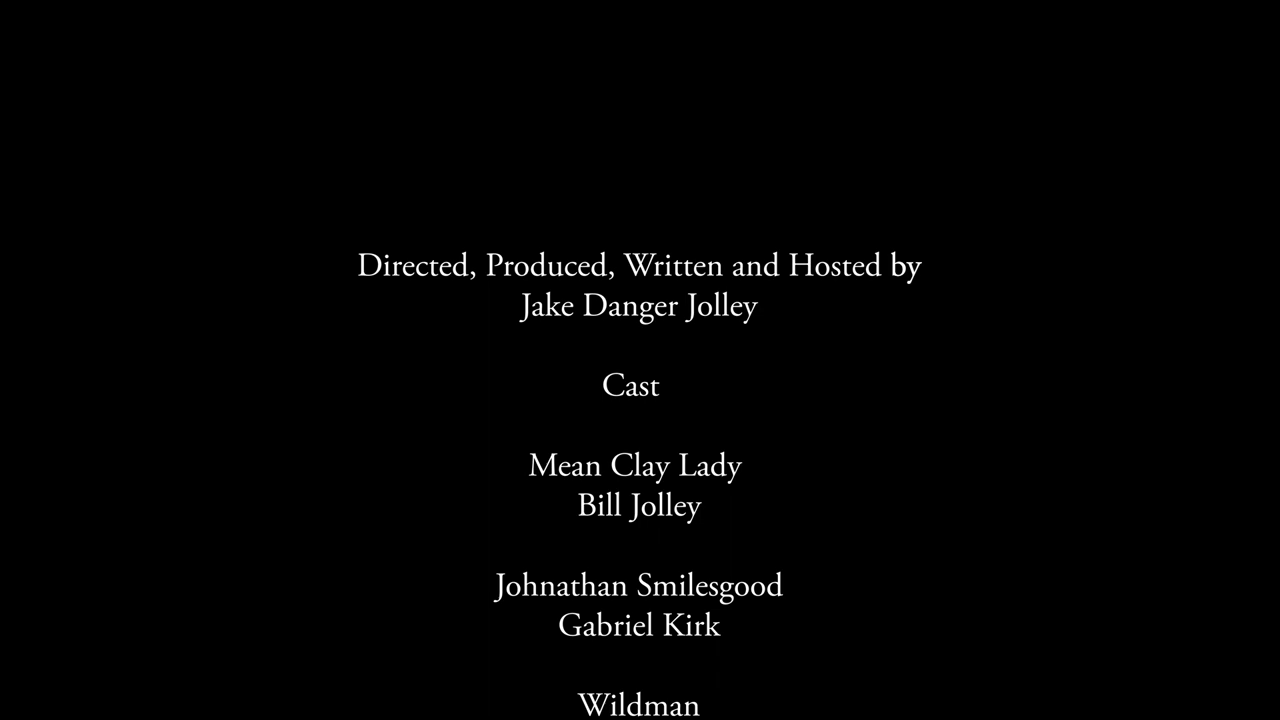 Directed, Produced, Written and Hosted by
Jake Danger Jolley
Cast
Mean Clay Lady
Bill Jolley
Johnathan Smilesgood
Gabriel Kirk
Wildman